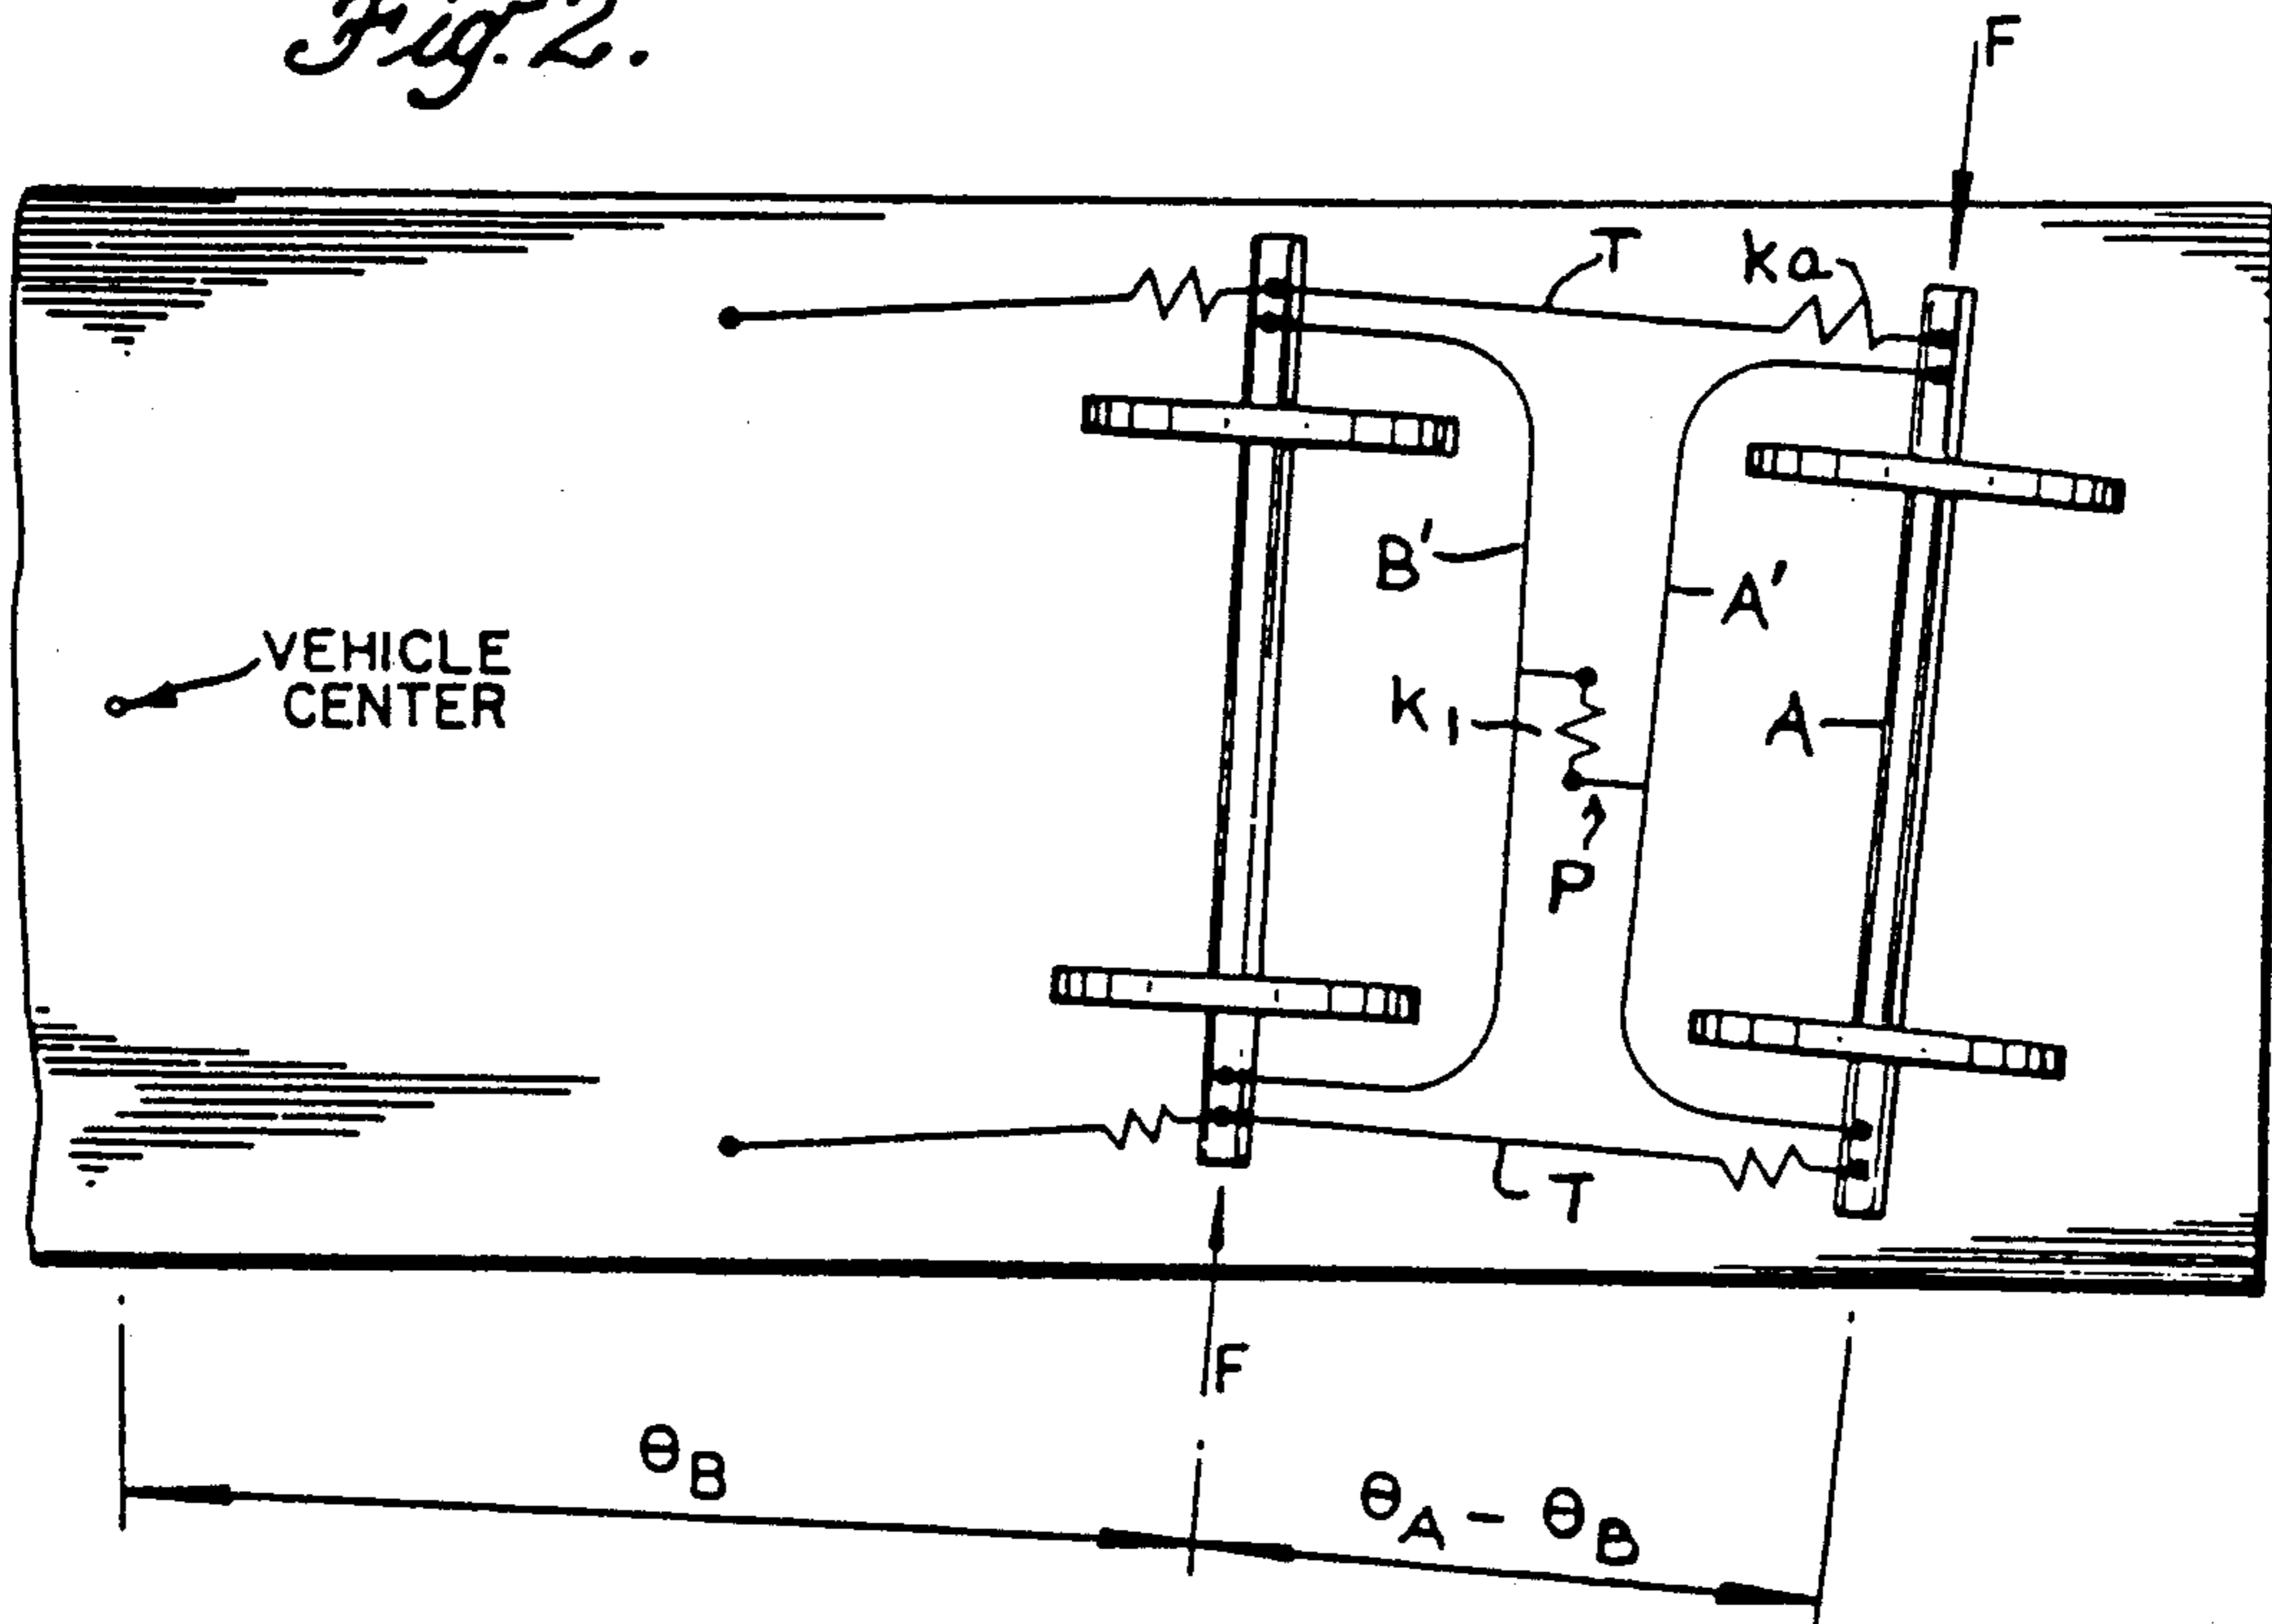 Fig. 2.
F
T
ka
B'
A'
VEHICLE
CENTER
K1
A
P
T
F
θB
θA - θB